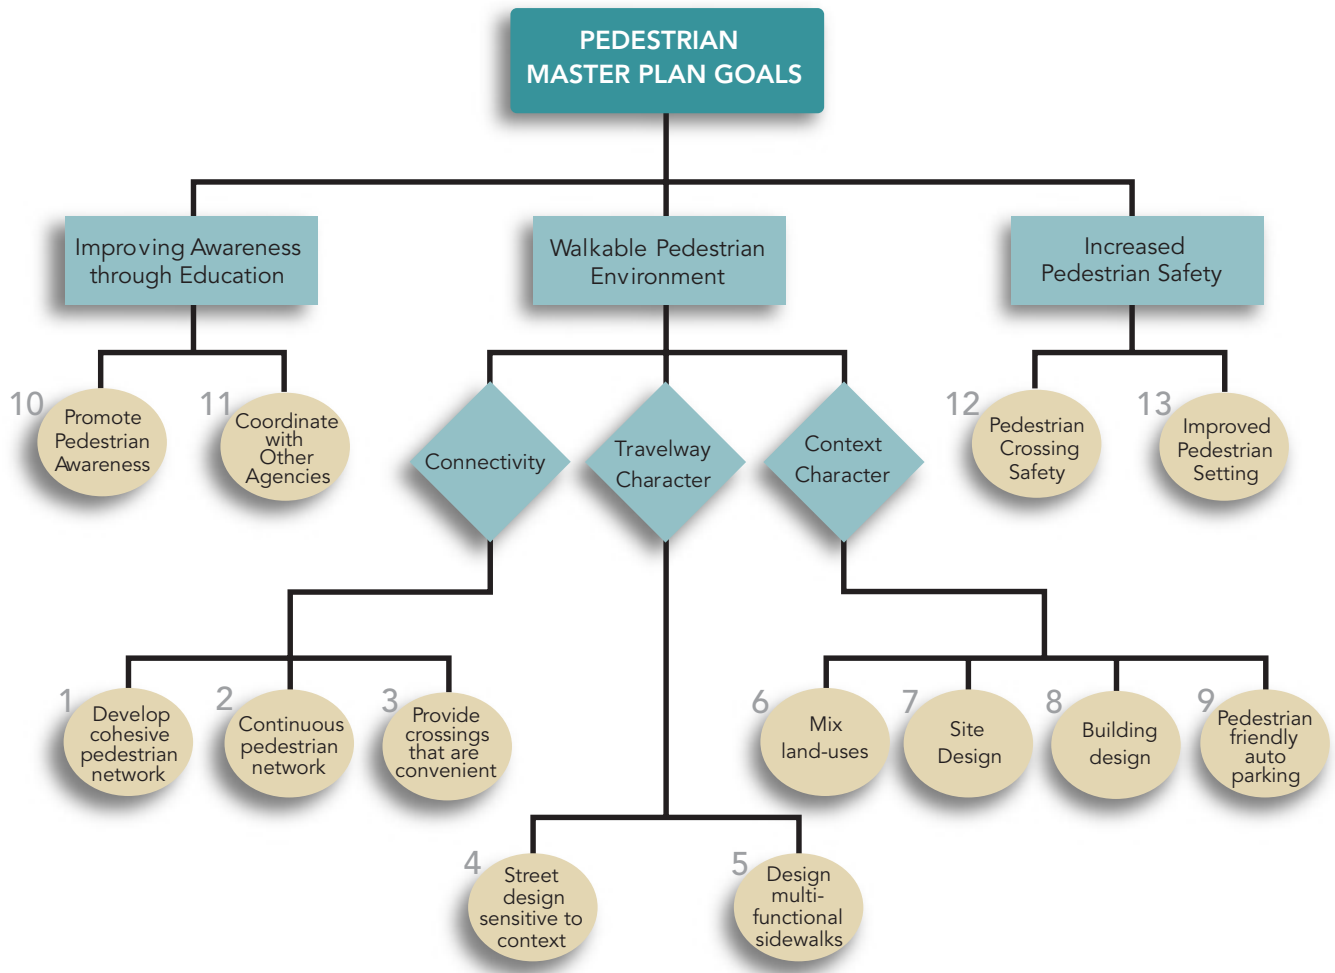 PEDESTRIAN
MASTER PLAN GOALS
Improving Awareness
through Education
Walkable Pedestrian
Environment
Increased
Pedestrian Safety
10
Promote
Pedestrian
Awareness
11
Coordinate
with
Other
Agencies
Connectivity
Travelway
Character
Context
Character
12
Pedestrian
Crossing
Safety
13
Improved
Pedestrian
Setting
1
Develop
cohesive
pedestrian
network
2
Continuous
pedestrian
network
3
Provide
crossings
that are
convenient
6
Mix
land-uses
7
Site
Design
8
Building
design
9
Pedestrian
friendly
auto
parking
4
Street
design
sensitive to
context
5
Design
multi-
functional
sidewalks